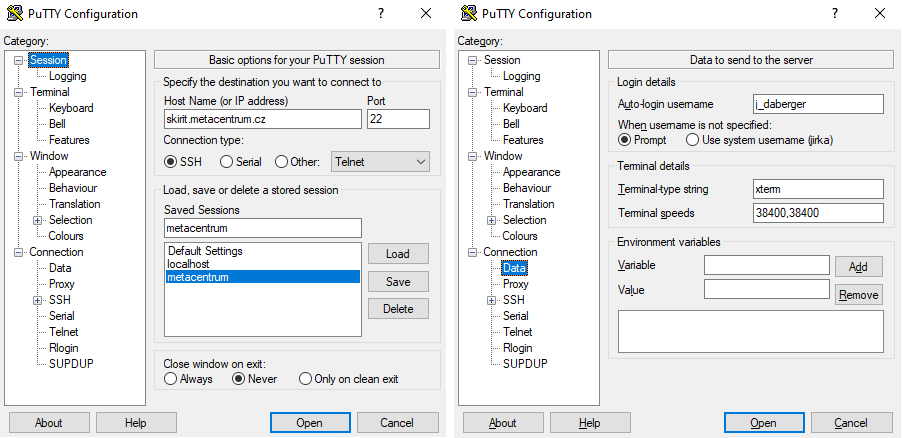 PuTTY Configuration
Category:
Session
Logging
Terminal
Keyboard
Bell
Features
Window
Appearance
Behaviour
Translation
Selection
Colours
Connection
Data
Proxy
SSH
Serial
Telnet
Rlogin
SUPDUP
Basic options for your PuTTY session
Specify the destination you want to connect to
Host Name (or IP address) Port
skirit.metacentrum.cz 22
Connection type:
SSH Serial Other: Telnet
Load, save or delete a stored session
Saved Sessions
metacentrum
Default Settings
localhost
metacentrum
Load
Save
Delete
Close window on exit:
Always Never Only on clean exit
About Help Open Cancel
PuTTY Configuration
Category:
Session
Logging
Terminal
Keyboard
Bell
Features
Window
Appearance
Behaviour
Translation
Selection
Colours
Connection
Data
Proxy
SSH
Serial
Telnet
Rlogin
SUPDUP
Data to send to the server
Login details
Auto-login username j_daberger
When username is not specified:
Prompt Use system username (jirka)
Terminal details
Terminal-type string xterm
Terminal speeds 38400,38400
Environment variables
Variable Add
Value Remove
About Help Open Cancel